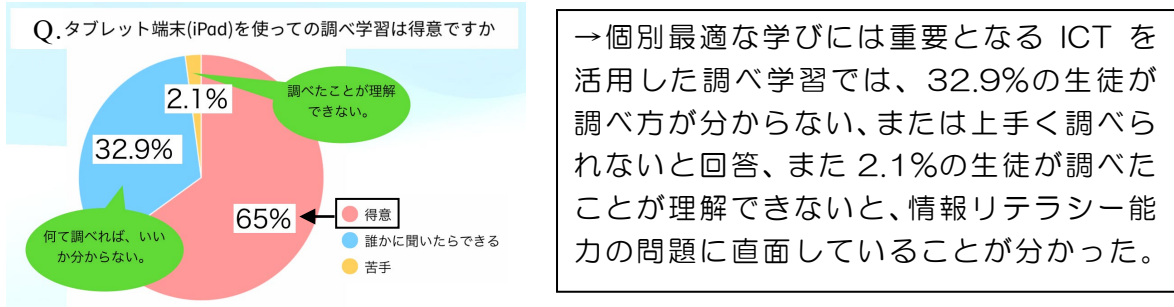 Q.タブレット端末(iPad)を使っての調べ学習は得意ですか
調べたことが理解
できない。
2.1%
32.9%
65%
何て調べれば、いい
か分からない。
得意
誰かに聞いたらできる
苦手
→個別最適な学びには重要となる ICT を
活用した調べ学習では、32.9%の生徒が
調べ方が分からない、または上手く調べら
れないと回答、また 2.1%の生徒が調べた
ことが理解できないと、情報リテラシー能
力の問題に直面していることが分かった。